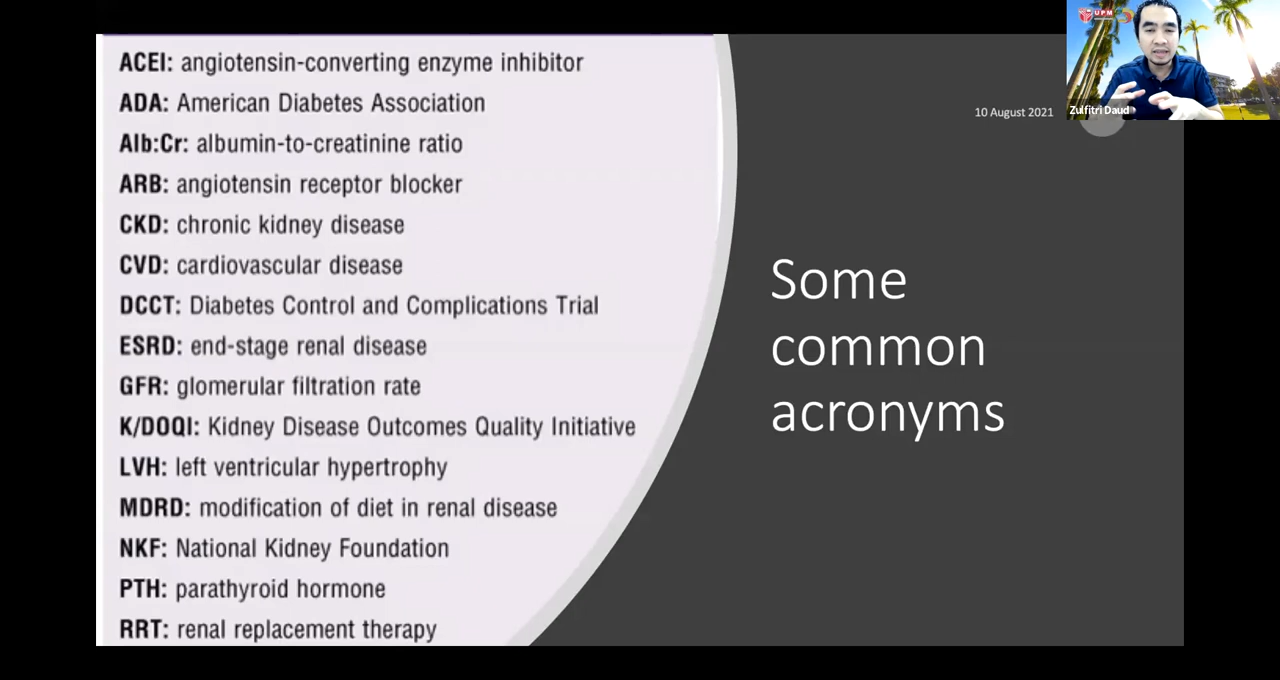 ACEI: angiotensin-converting enzyme inhibitor
ADA: American Diabetes Association
Alb:Cr: albumin-to-creatinine ratio
ARB: angiotensin receptor blocker
CKD: chronic kidney disease
CVD: cardiovascular disease
DCCT: Diabetes Control and Complications Trial
ESRD: end-stage renal disease
GFR: glomerular filtration rate
K/DOQI: Kidney Disease Outcomes Quality Initiative
LVH: left ventricular hypertrophy
MDRD: modification of diet in renal disease
NKF: National Kidney Foundation
PTH: parathyroid hormone
RRT: renal replacement therapy
10 August 2021
Some
common
acronyms
UPM
Zulfitri Daud